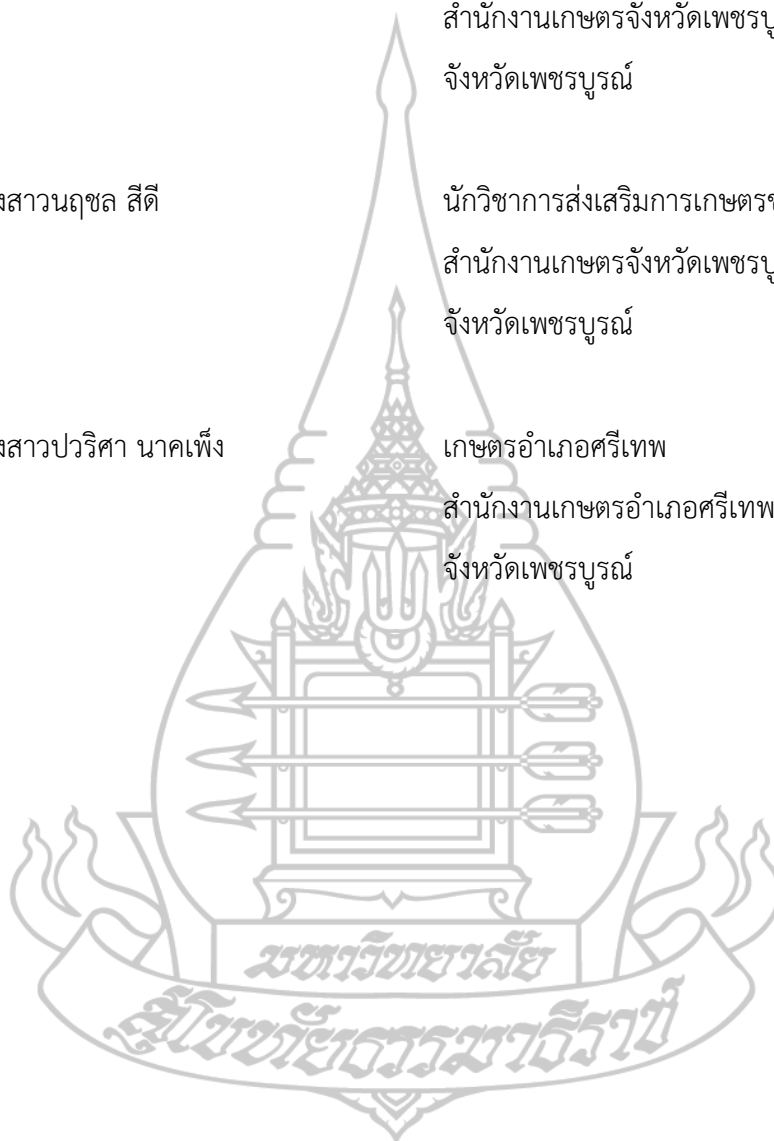 สำนักงานเกษตรจังหวัดเพชรบู
จังหวัดเพชรบูรณ์
งสาวนฤชล สีดี
นักวิชาการส่งเสริมการเกษตรช
สำนักงานเกษตรจังหวัดเพชรบู
จังหวัดเพชรบูรณ์
งสาวปวริศา นาคเพ็ง
เกษตรอำเภอศรีเทพ
สำนักงานเกษตรอำเภอศรีเทพ
จังหวัดเพชรบูรณ์
มหาวิทยาลัย
สุโขทัยธรรมาธิราช